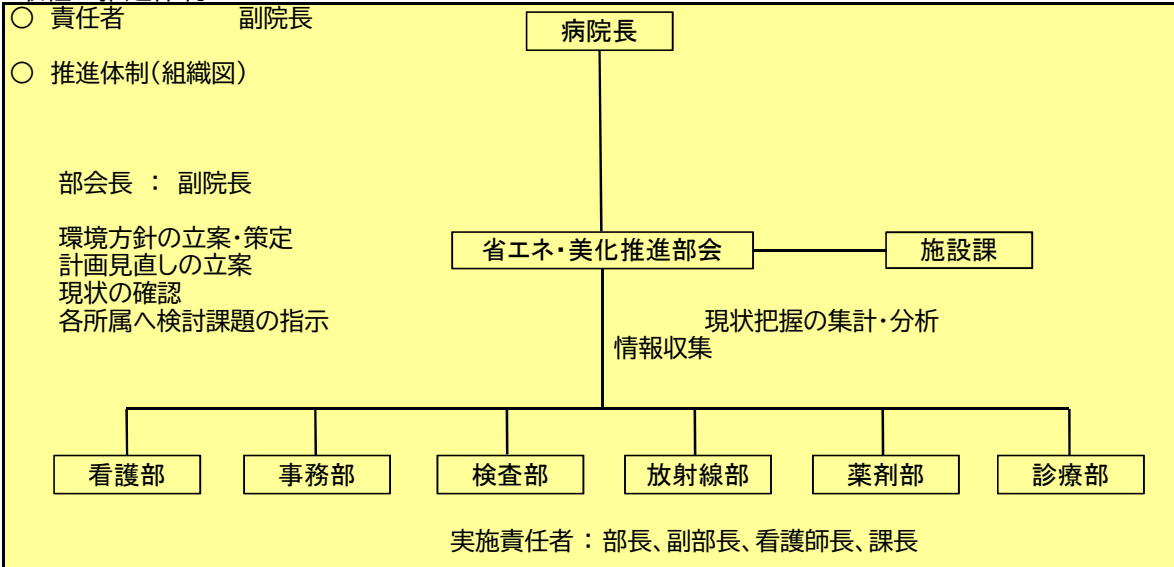 ○ 責任者 副院長
病院長
○ 推進体制(組織図)
部会長 : 副院長
環境方針の立案・策定
計画見直しの立案
現状の確認
各所属へ検討課題の指示
省エネ・美化推進部会
施設課
現状把握の集計・分析
情報収集
看護部
事務部
検査部
放射線部
薬剤部
診療部
実施責任者 : 部長、副部長、看護師長、課長